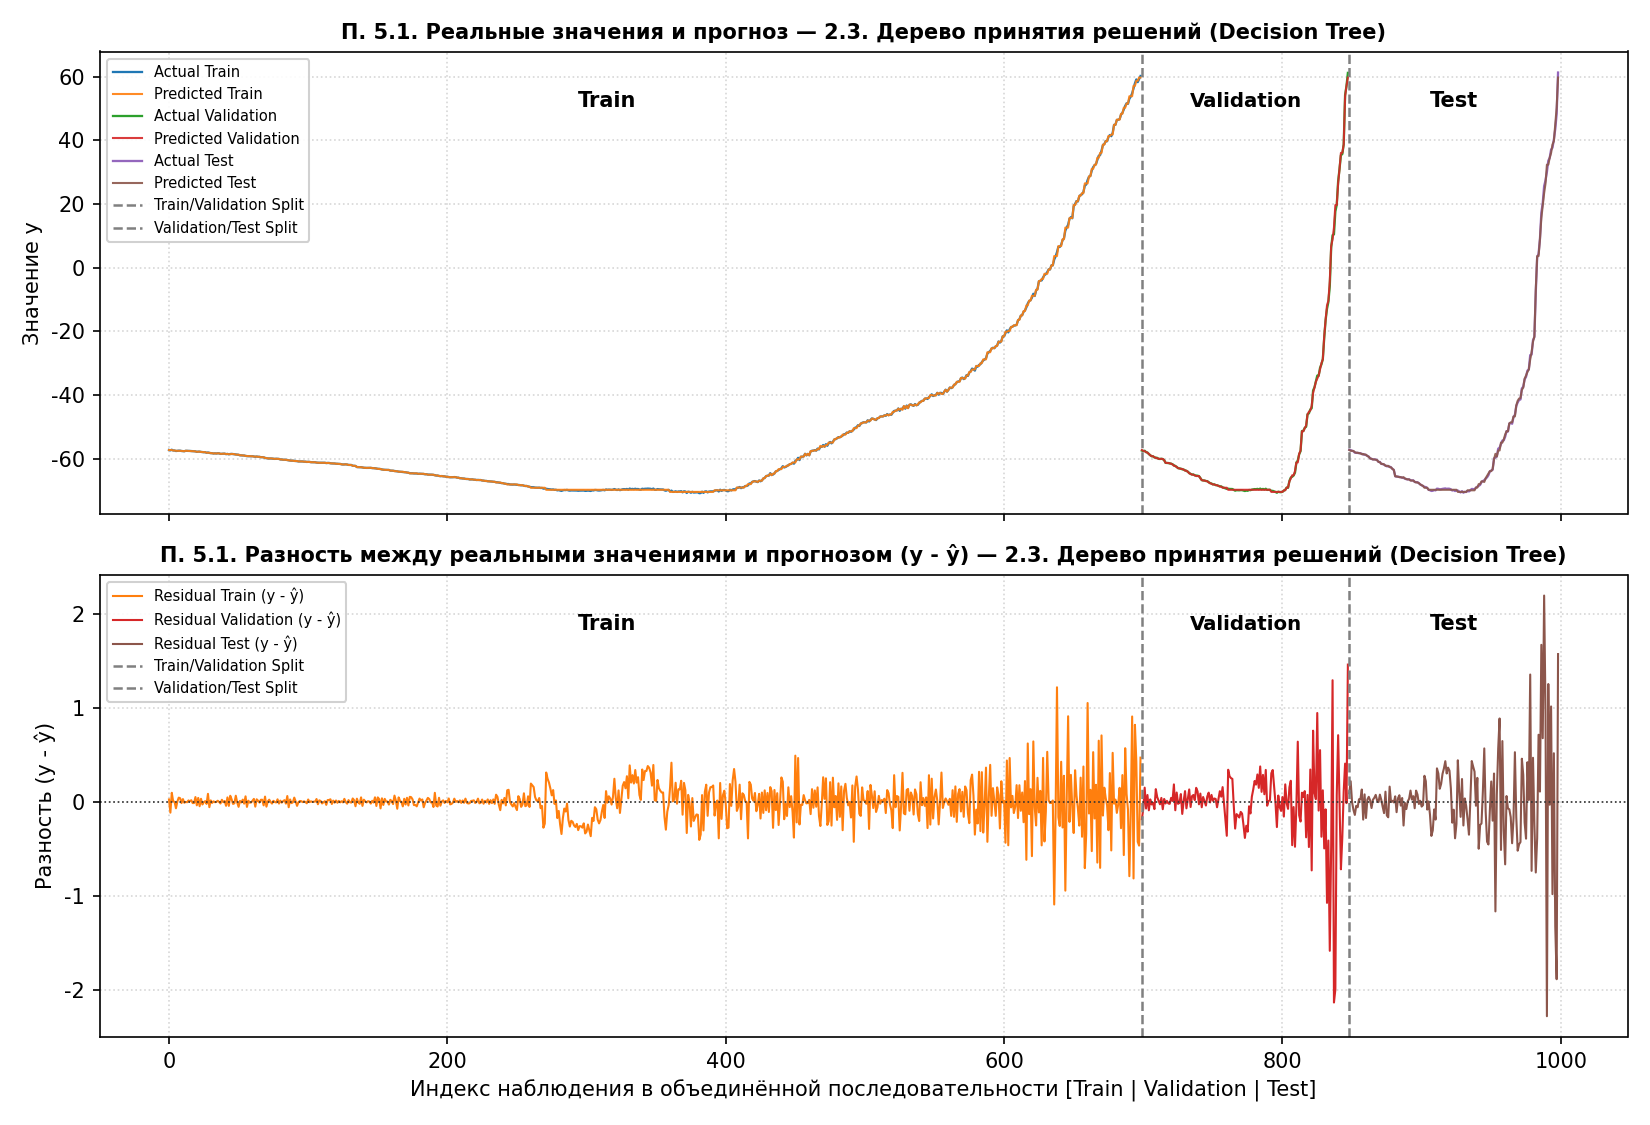 П. 5.1. Реальные значения и прогноз — 2.3. Дерево принятия решений (Decision Tree)
Actual Train
Predicted Train
Actual Validation
Predicted Validation
Actual Test
Predicted Test
Train/Validation Split
Validation/Test Split
Train
Validation
Test
Значение y
60
40
20
0
-20
-40
-60
П. 5.1. Разность между реальными значениями и прогнозом (y - ŷ) — 2.3. Дерево принятия решений (Decision Tree)
Residual Train (y - ŷ)
Residual Validation (y - ŷ)
Residual Test (y - ŷ)
Train/Validation Split
Validation/Test Split
Train
Validation
Test
Разность (y - ŷ)
2
1
0
-1
-2
0
200
400
600
800
1000
Индекс наблюдения в объединённой последовательности [Train | Validation | Test]